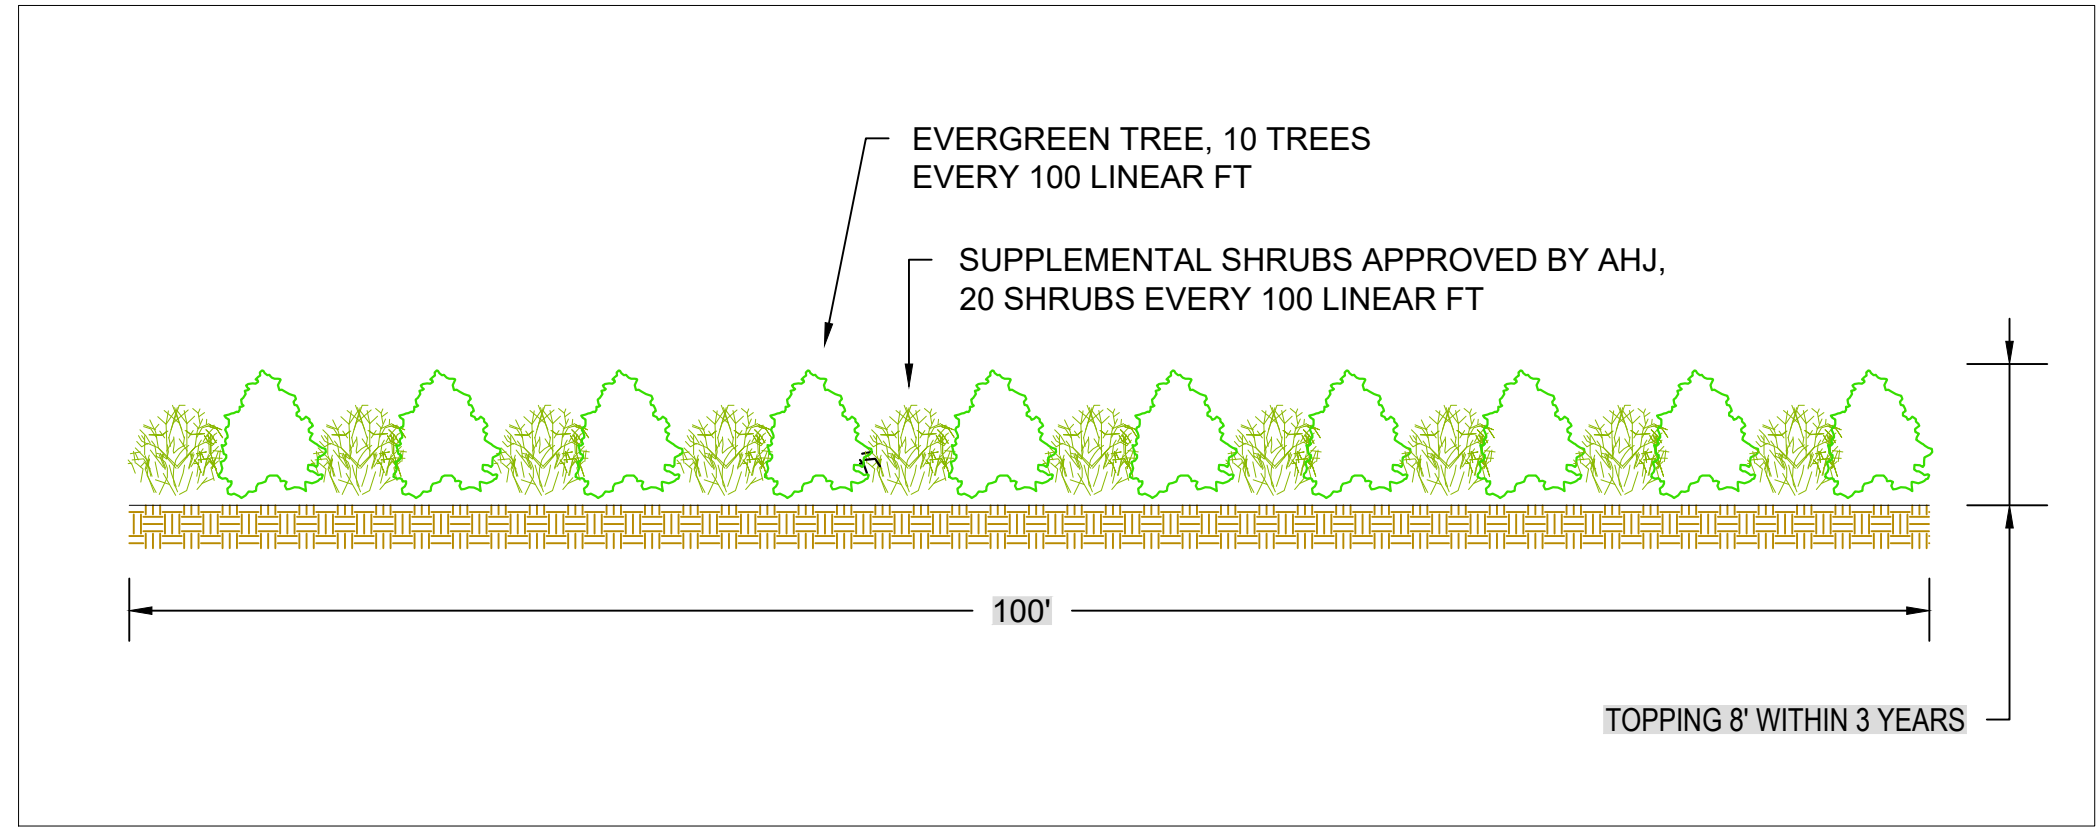 EVERGREEN TREE, 10 TREES
EVERY 100 LINEAR FT
SUPPLEMENTAL SHRUBS APPROVED BY AHJ,
20 SHRUBS EVERY 100 LINEAR FT
100'
TOPPING 8' WITHIN 3 YEARS